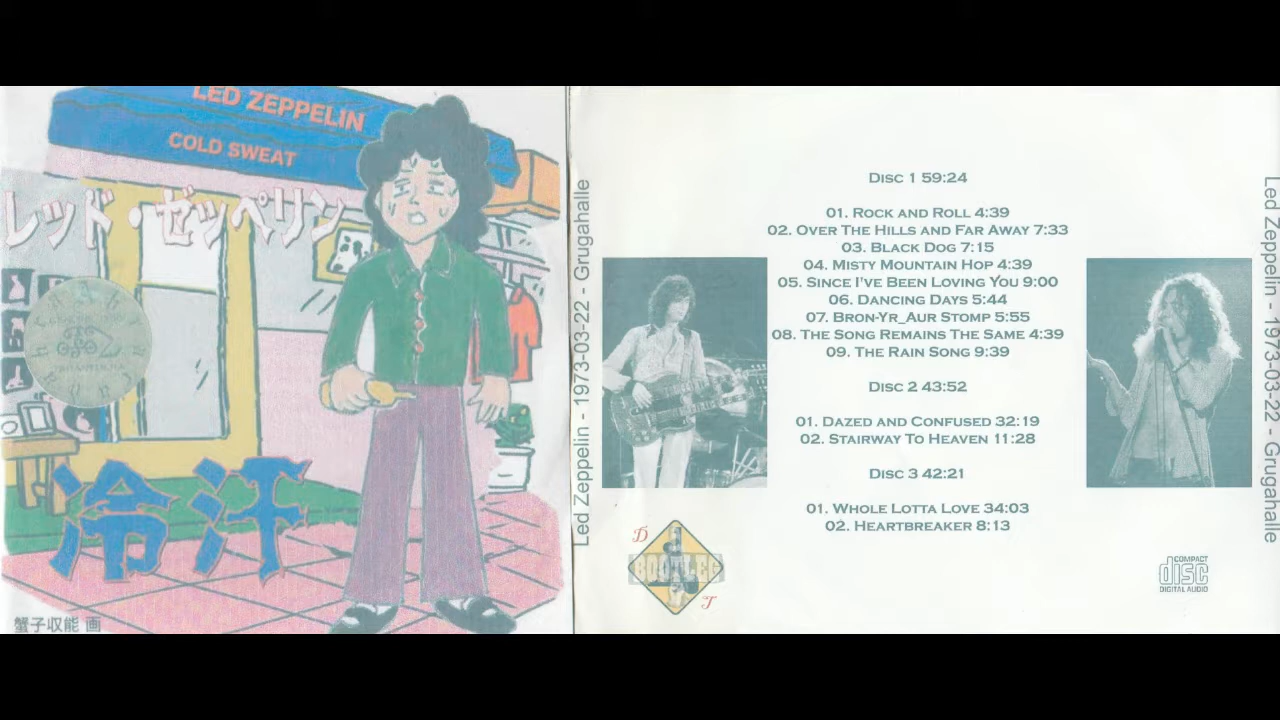 LED ZEPPELIN
COLD SWEAT
レッド・ゼッペリン
冷汗
蟹子収能 画
Led Zeppelin - 1973-03-22 - Grugahalle
DISC 1 59:24
01. ROCK AND ROLL 4:39
02. OVER THE HILLS AND FAR AWAY 7:33
03. BLACK DOG 7:15
04. MISTY MOUNTAIN HOP 4:39
05. SINCE I'VE BEEN LOVING YOU 9:00
06. DANCING DAYS 5:44
07. BRON-YR_AUR STOMP 5:55
08. THE SONG REMAINS THE SAME 4:39
09. THE RAIN SONG 9:39
DISC 2 43:52
01. DAZED AND CONFUSED 32:19
02. STAIRWAY TO HEAVEN 11:28
DISC 3 42:21
01. WHOLE LOTTA LOVE 34:03
02. HEARTBREAKER 8:13
D
BOOTLEG
T
COMPACT
disc
DIGITAL AUDIO
Led Zeppelin - 1973-03-22 - Grugahalle